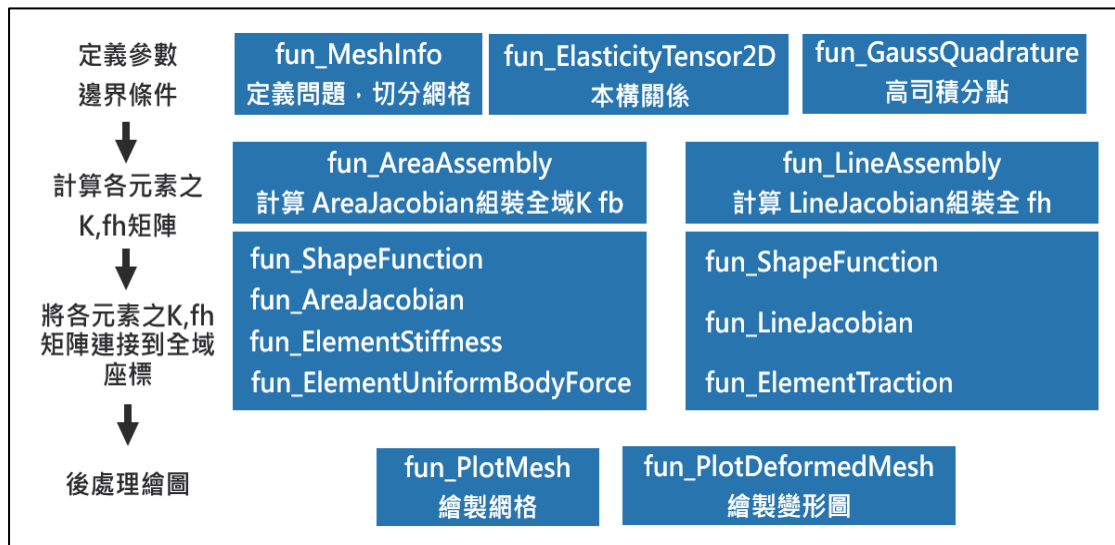 定義參數
邊界條件
fun_MeshInfo
定義問題，切分網格
fun_ElasticityTensor2D
本構關係
fun_GaussQuadrature
高司積分點
計算各元素之
K,fh矩陣
fun_AreaAssembly
計算 AreaJacobian組裝全域K fb
fun_LineAssembly
計算 LineJacobian組裝全 fh
將各元素之K,fh
矩陣連接到全域
座標
fun_ShapeFunction
fun_AreaJacobian
fun_ElementStiffness
fun_ElementUniformBodyForce
fun_ShapeFunction
fun_LineJacobian
fun_ElementTraction
後處理繪圖
fun_PlotMesh
繪製網格
fun_PlotDeformedMesh
繪製變形圖